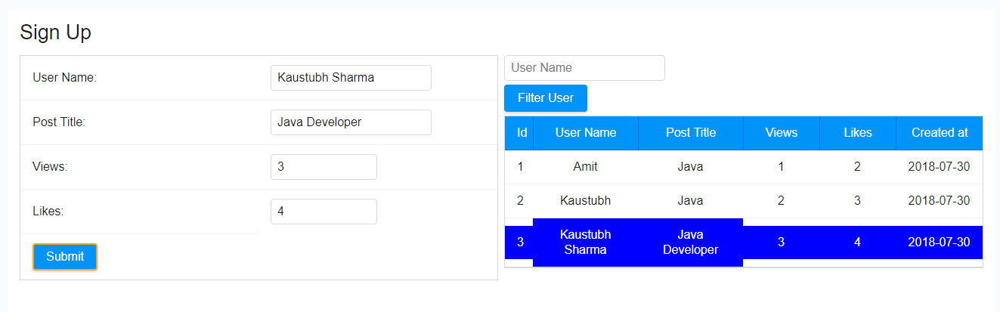 Sign Up
User Name: Kaustubh Sharma
Post Title: Java Developer
Views: 3
Likes: 4
Submit
User Name
Filter User
Id User Name Post Title Views Likes Created at
1 Amit Java 1 2 2018-07-30
2 Kaustubh Java 2 3 2018-07-30
3 Kaustubh Sharma Java Developer 3 4 2018-07-30